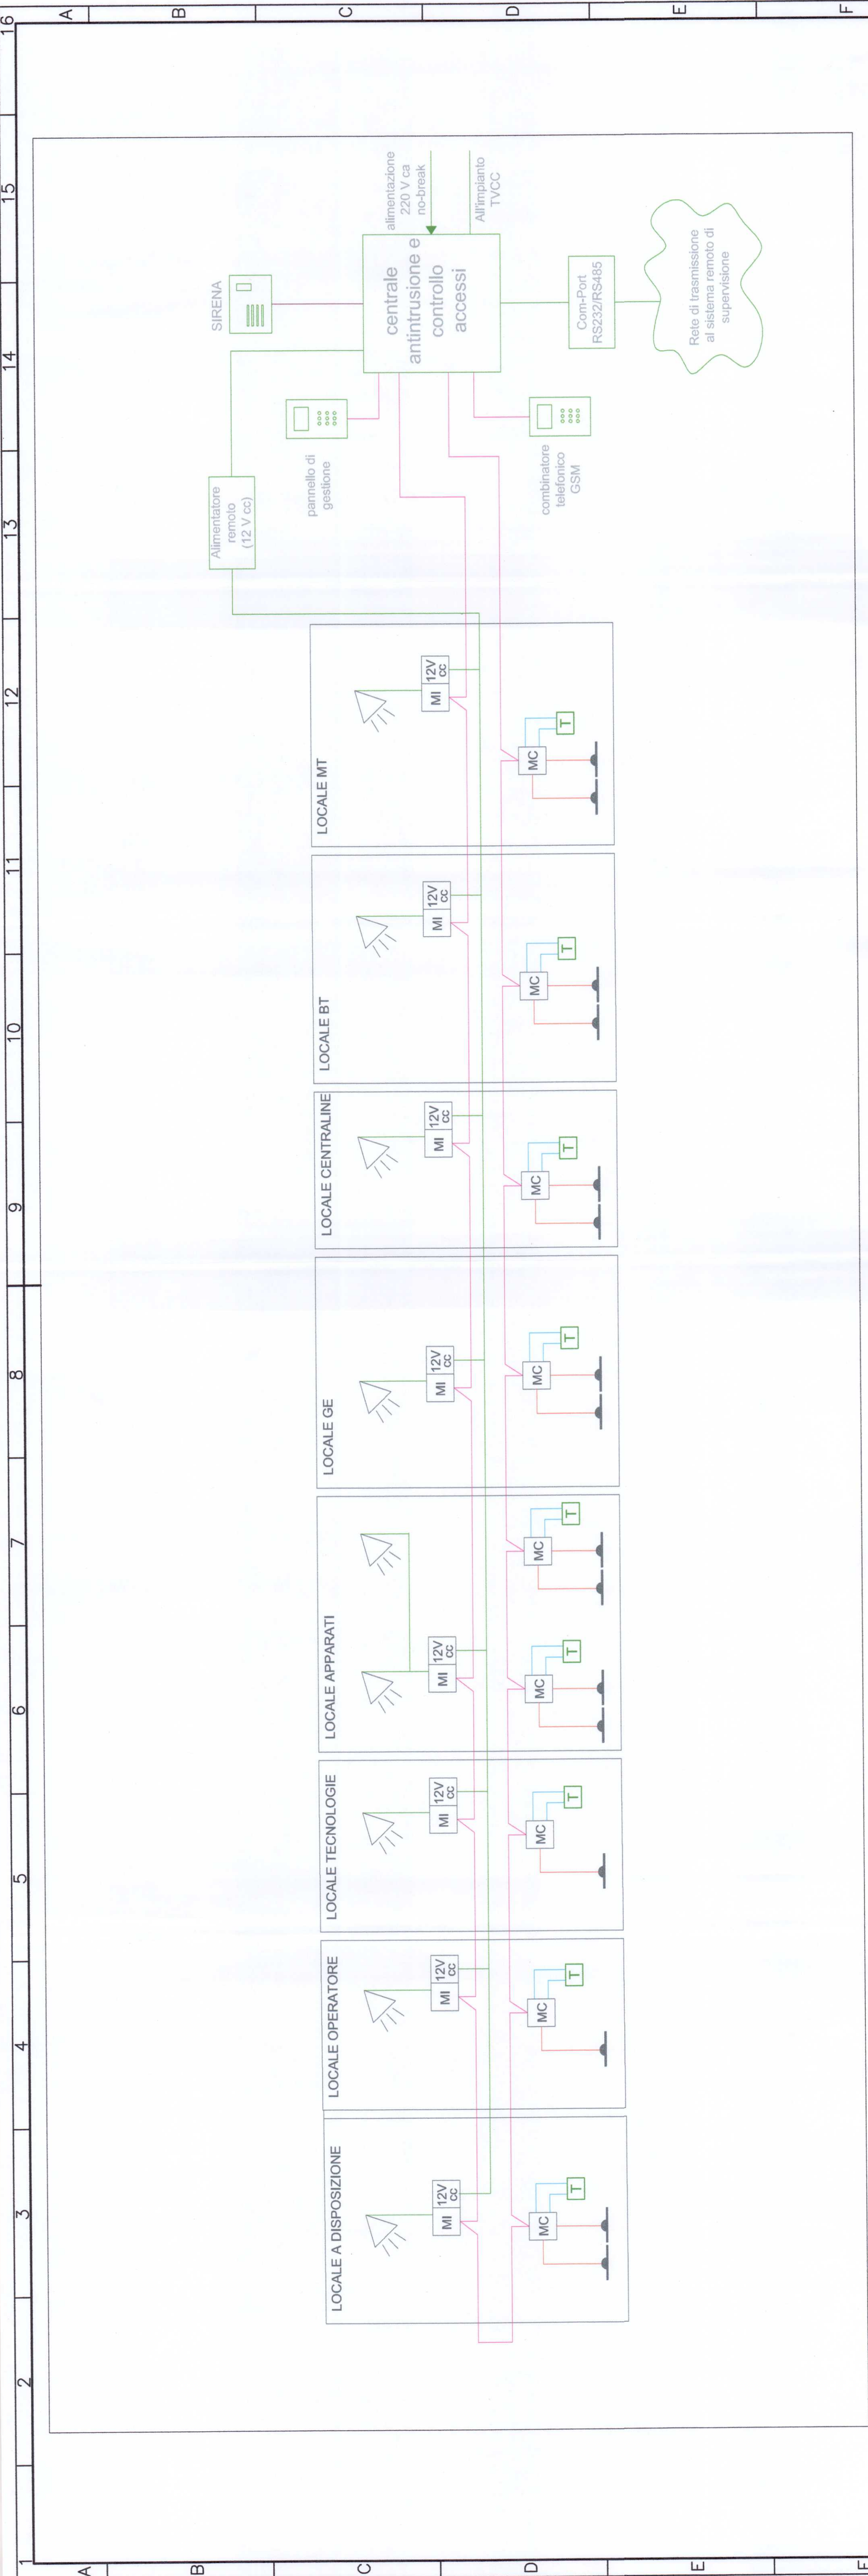 A
B
C
D
E
F
16
15
14
13
12
11
10
9
8
7
6
5
4
3
2
1
A
B
C
D
E
F
SIRENA
alimentazione
220 V ca
no-break
All'impianto
TVCC
centrale
antintrusione e
controllo
accessi
Com-Port
RS232/RS485
Rete di trasmissione
al sistema remoto di
supervisione
pannello di
gestione
combinatore
telefonico
GSM
Alimentatore
remoto
(12 V cc)
LOCALE MT
MI
12V
cc
MC
T
LOCALE BT
MI
12V
cc
MC
T
LOCALE CENTRALINE
MI
12V
cc
MC
T
LOCALE GE
MI
12V
cc
MC
T
LOCALE APPARATI
MI
12V
cc
MC
T
MC
T
LOCALE TECNOLOGIE
MI
12V
cc
MC
T
LOCALE OPERATORE
MI
12V
cc
MC
T
LOCALE A DISPOSIZIONE
MI
12V
cc
MC
T